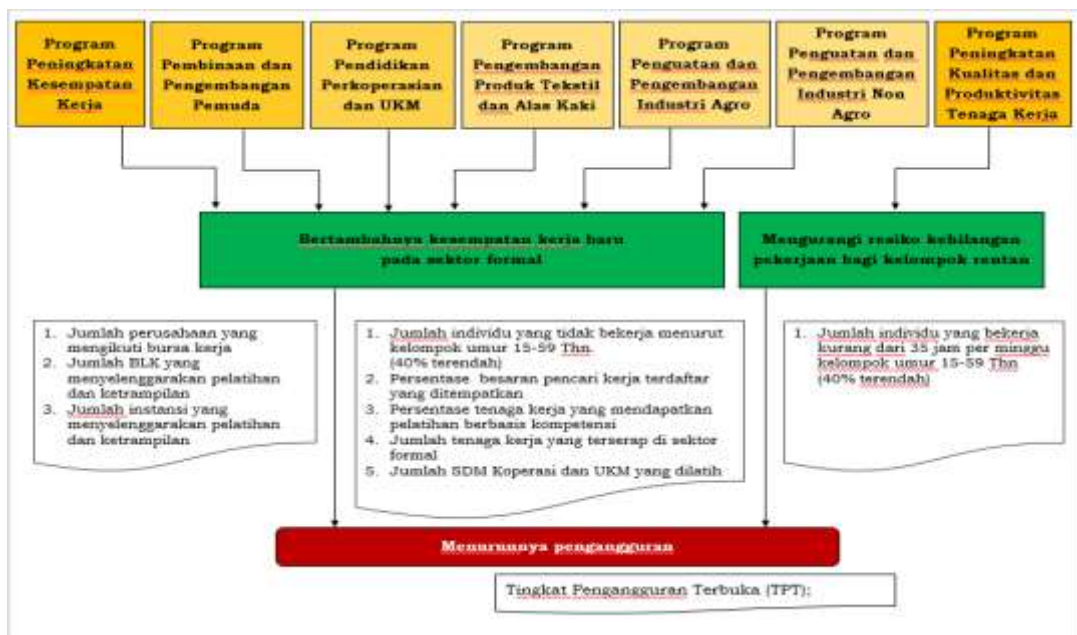 Program
Peningkatan
Kesempatan
Kerja
Program
Pembinaan dan
Pengembangan
Pemuda
Program
Pendidikan
Perkoperasian
dan UKM
Program
Pengembangan
Produk Tekstil
dan Alas Kaki
Program
Penguatan dan
Pengembangan
Industri Agro
Program
Penguatan dan
Pengembangan
Industri Non
Agro
Program
Peningkatan
Kualitas dan
Produktivitas
Tenaga Kerja
Bertambahnya kesempatan kerja baru
pada sektor formal
Mengurangi resiko kehilangan
pekerjaan bagi kelompok rentan
1. Jumlah perusahaan yang
mengikuti bursa kerja
2. Jumlah BLK yang
menyelenggarakan pelatihan
dan ketrampilan
3. Jumlah instansi yang
menyelenggarakan pelatihan
dan ketrampilan
1. Jumlah individu yang tidak bekerja menurut
kelompok umur 15-59 Thn
(40% terendah)
2. Persentase besaran pencari kerja terdaftar
yang ditempatkan
3. Persentase tenaga kerja yang mendapatkan
pelatihan berbasis kompetensi
4. Jumlah tenaga kerja yang terserap di sektor
formal
5. Jumlah SDM Koperasi dan UKM yang dilatih
1. Jumlah individu yang bekerja
kurang dari 35 jam per minggu
kelompok umur 15-59 Thn
(40% terendah)
Menurunnya pengangguran
Tingkat Pengangguran Terbuka (TPT);